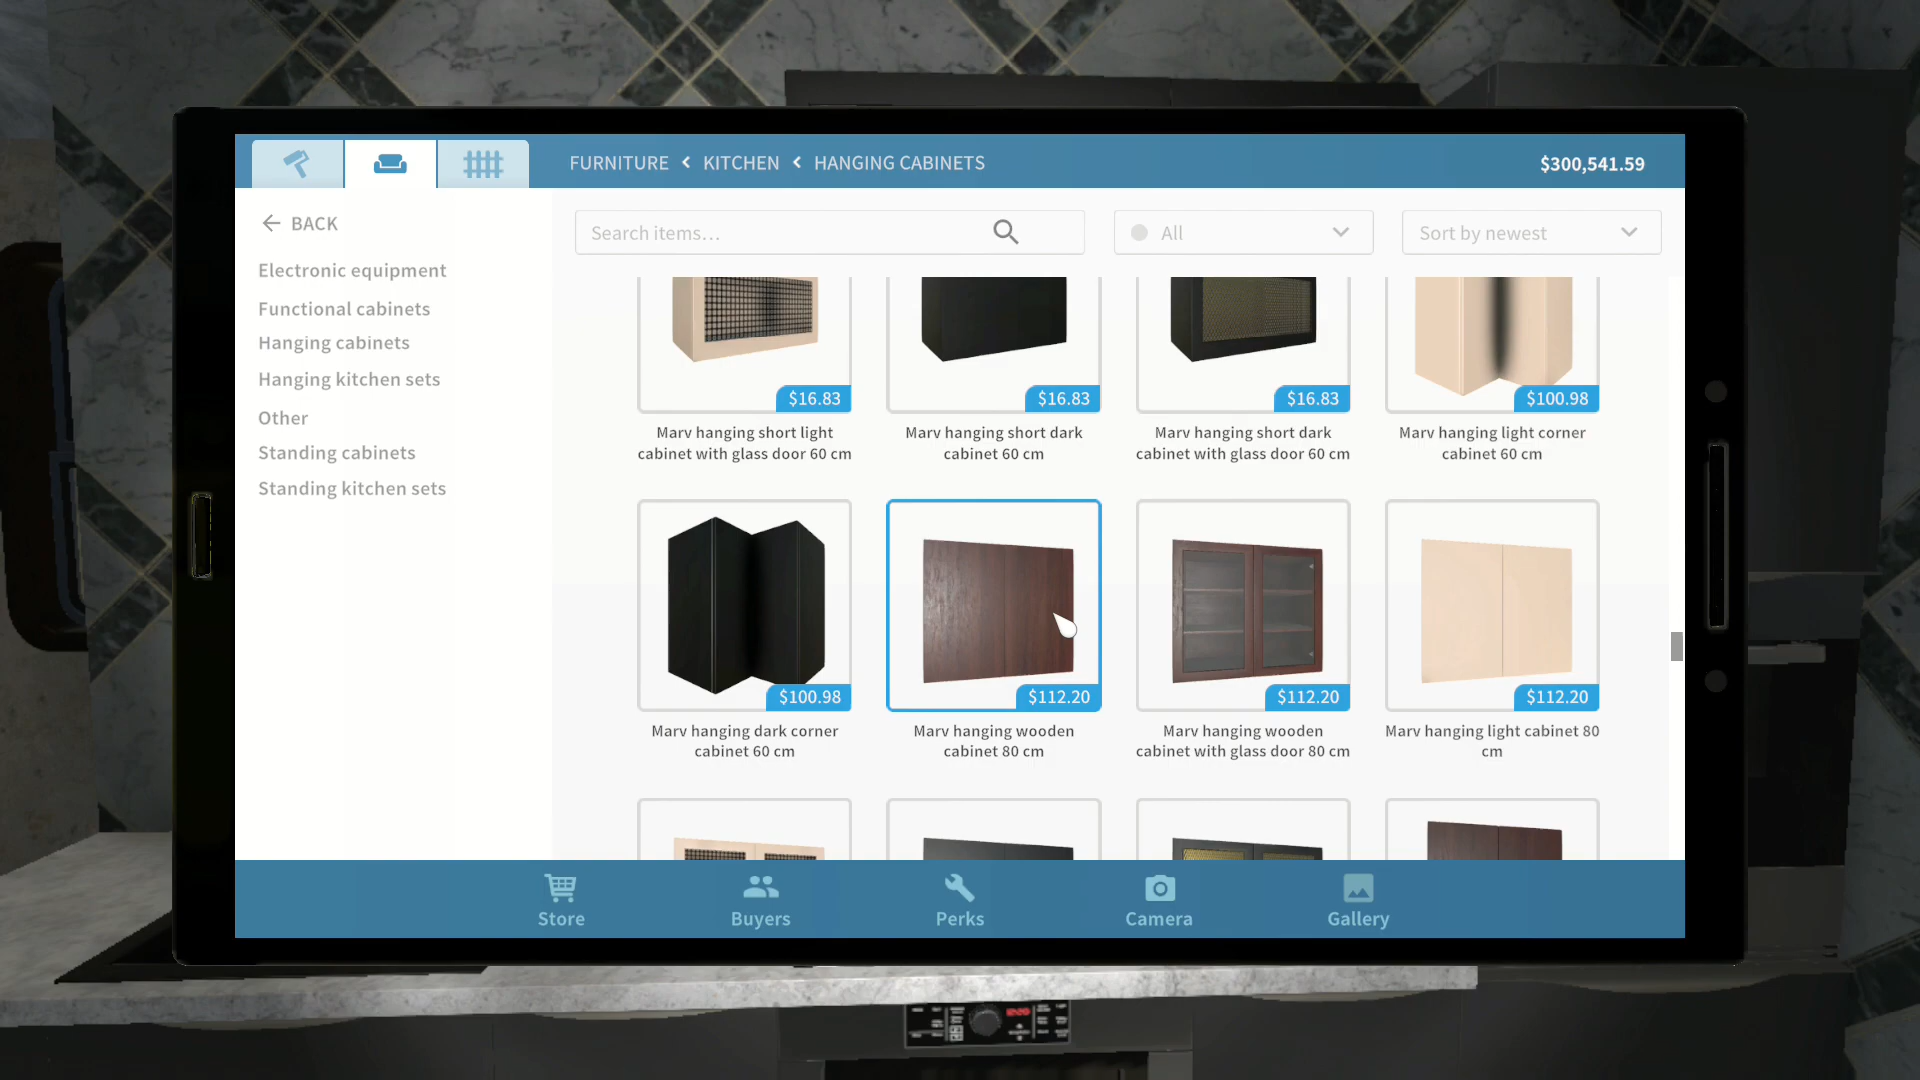 FURNITURE < KITCHEN < HANGING CABINETS
$300,541.59
BACK
Search items...
All
Sort by newest
Electronic equipment
Functional cabinets
Hanging cabinets
Hanging kitchen sets
Other
Standing cabinets
Standing kitchen sets
$16.83
$16.83
$16.83
$100.98
Marv hanging short light
cabinet with glass door 60 cm
Marv hanging short dark
cabinet 60 cm
Marv hanging short dark
cabinet with glass door 60 cm
Marv hanging light corner
cabinet 60 cm
$100.98
$112.20
$112.20
$112.20
Marv hanging dark corner
cabinet 60 cm
Marv hanging wooden
cabinet 80 cm
Marv hanging wooden
cabinet with glass door 80 cm
Marv hanging light cabinet 80
cm
Store
Buyers
Perks
Camera
Gallery